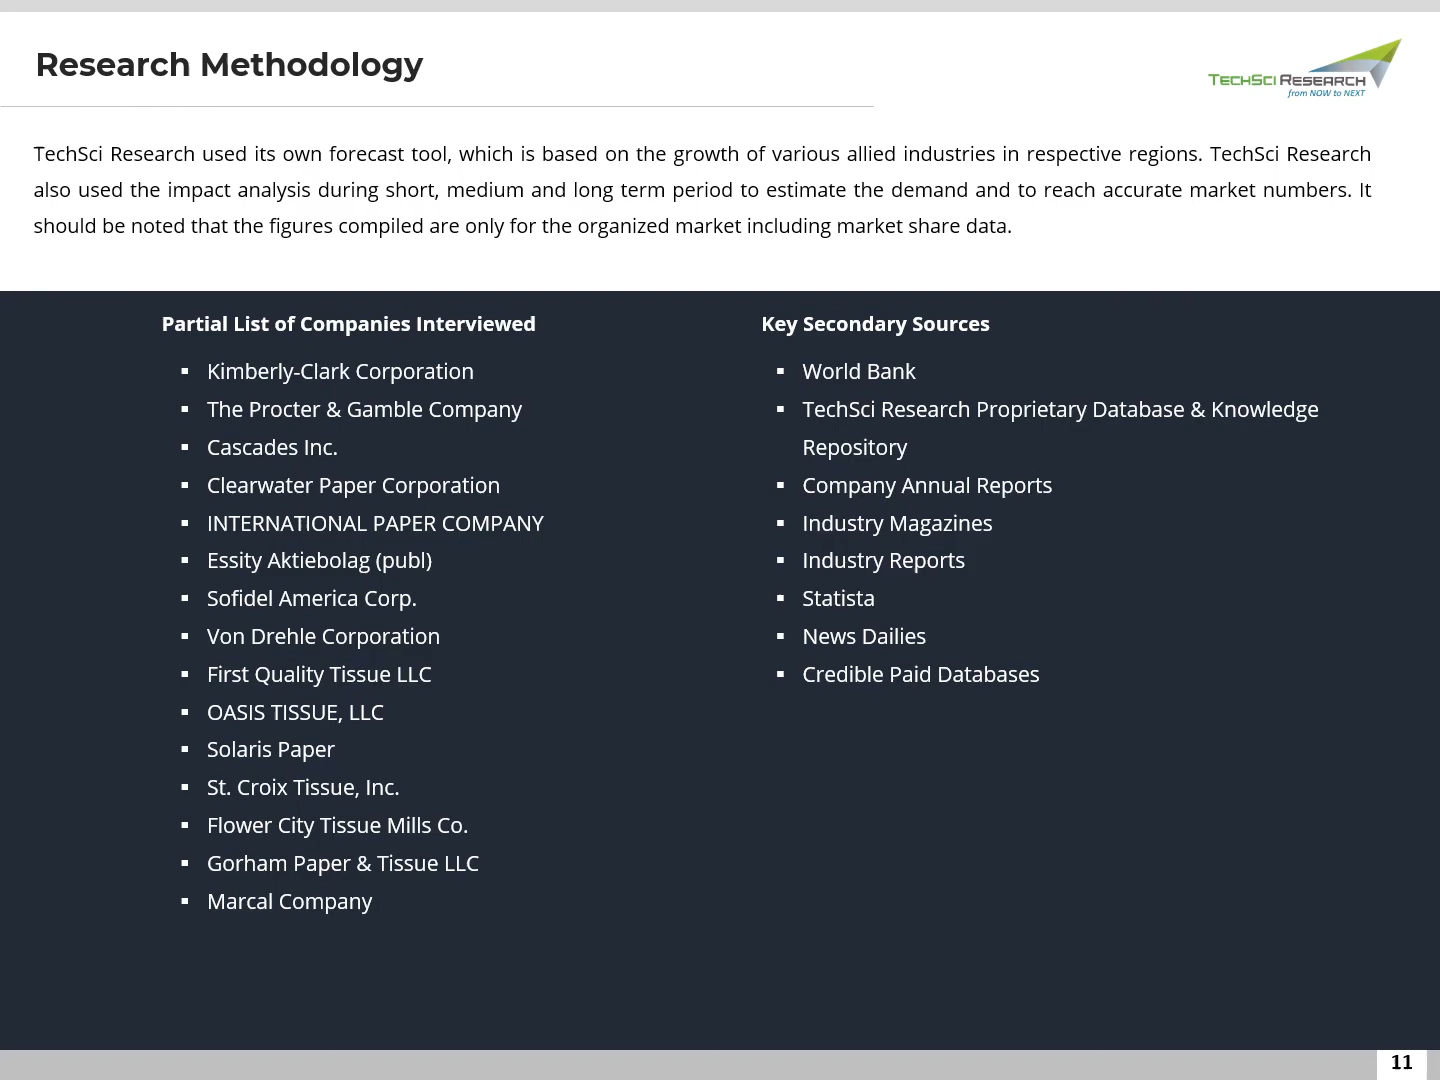 Research Methodology
TECHSCI RESEARCH
from NOW to NEXT
TechSci Research used its own forecast tool, which is based on the growth of various allied industries in respective regions. TechSci Research
also used the impact analysis during short, medium and long term period to estimate the demand and to reach accurate market numbers. It
should be noted that the figures compiled are only for the organized market including market share data.
Partial List of Companies Interviewed
▪ Kimberly-Clark Corporation
▪ The Procter & Gamble Company
▪ Cascades Inc.
▪ Clearwater Paper Corporation
▪ INTERNATIONAL PAPER COMPANY
▪ Essity Aktiebolag (publ)
▪ Sofidel America Corp.
▪ Von Drehle Corporation
▪ First Quality Tissue LLC
▪ OASIS TISSUE, LLC
▪ Solaris Paper
▪ St. Croix Tissue, Inc.
▪ Flower City Tissue Mills Co.
▪ Gorham Paper & Tissue LLC
▪ Marcal Company
Key Secondary Sources
▪ World Bank
▪ TechSci Research Proprietary Database & Knowledge
Repository
▪ Company Annual Reports
▪ Industry Magazines
▪ Industry Reports
▪ Statista
▪ News Dailies
▪ Credible Paid Databases
11